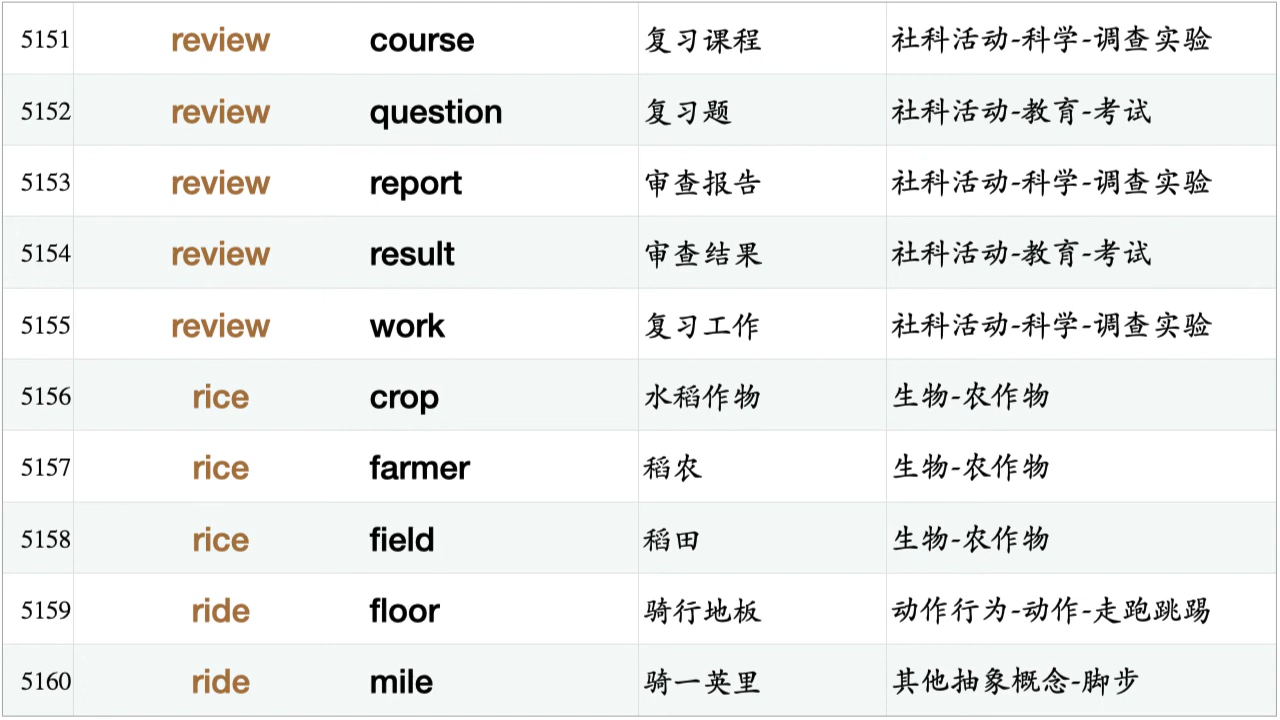 5151 review course 复习课程 社科活动-科学-调查实验
5152 review question 复习题 社科活动-教育-考试
5153 review report 审查报告 社科活动-科学-调查实验
5154 review result 审查结果 社科活动-教育-考试
5155 review work 复习工作 社科活动-科学-调查实验
5156 rice crop 水稻作物 生物-农作物
5157 rice farmer 稻农 生物-农作物
5158 rice field 稻田 生物-农作物
5159 ride floor 骑行地板 动作行为-动作-走跑跳踢
5160 ride mile 骑一英里 其他抽象概念-脚步